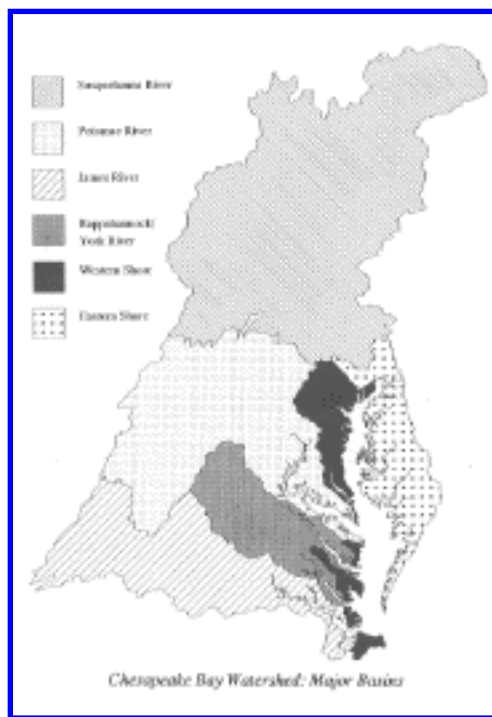 Susquehanna River
Potomac River
James River
Rappahannock/
York River
Western Shore
Eastern Shore
Chesapeake Bay Watershed: Major Basins